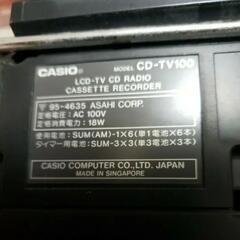 CASIO® MODEL CD-TV100
LCD-TV CD RADIO
CASSETTE RECORDER
95-4635 ASAHI CORP.
定格電圧：AC 100V
定格消費電力：18W
使用電池：SUM(AM)-1×6(単1電池×6本)
タイマー用電池：SUM-3×3(単3電池×3本)
CASIO COMPUTER CO.,LTD. JAPAN
MADE IN SINGAPORE